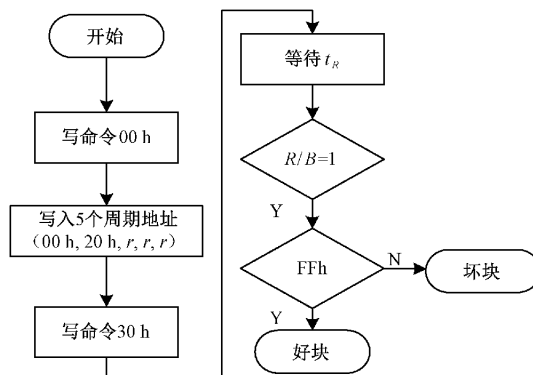 开始
写命令00 h
写入5个周期地址
（00 h, 20 h, r, r, r）
写命令30 h
等待 tR
R/B=1
Y
FFh
N
坏块
Y
好块